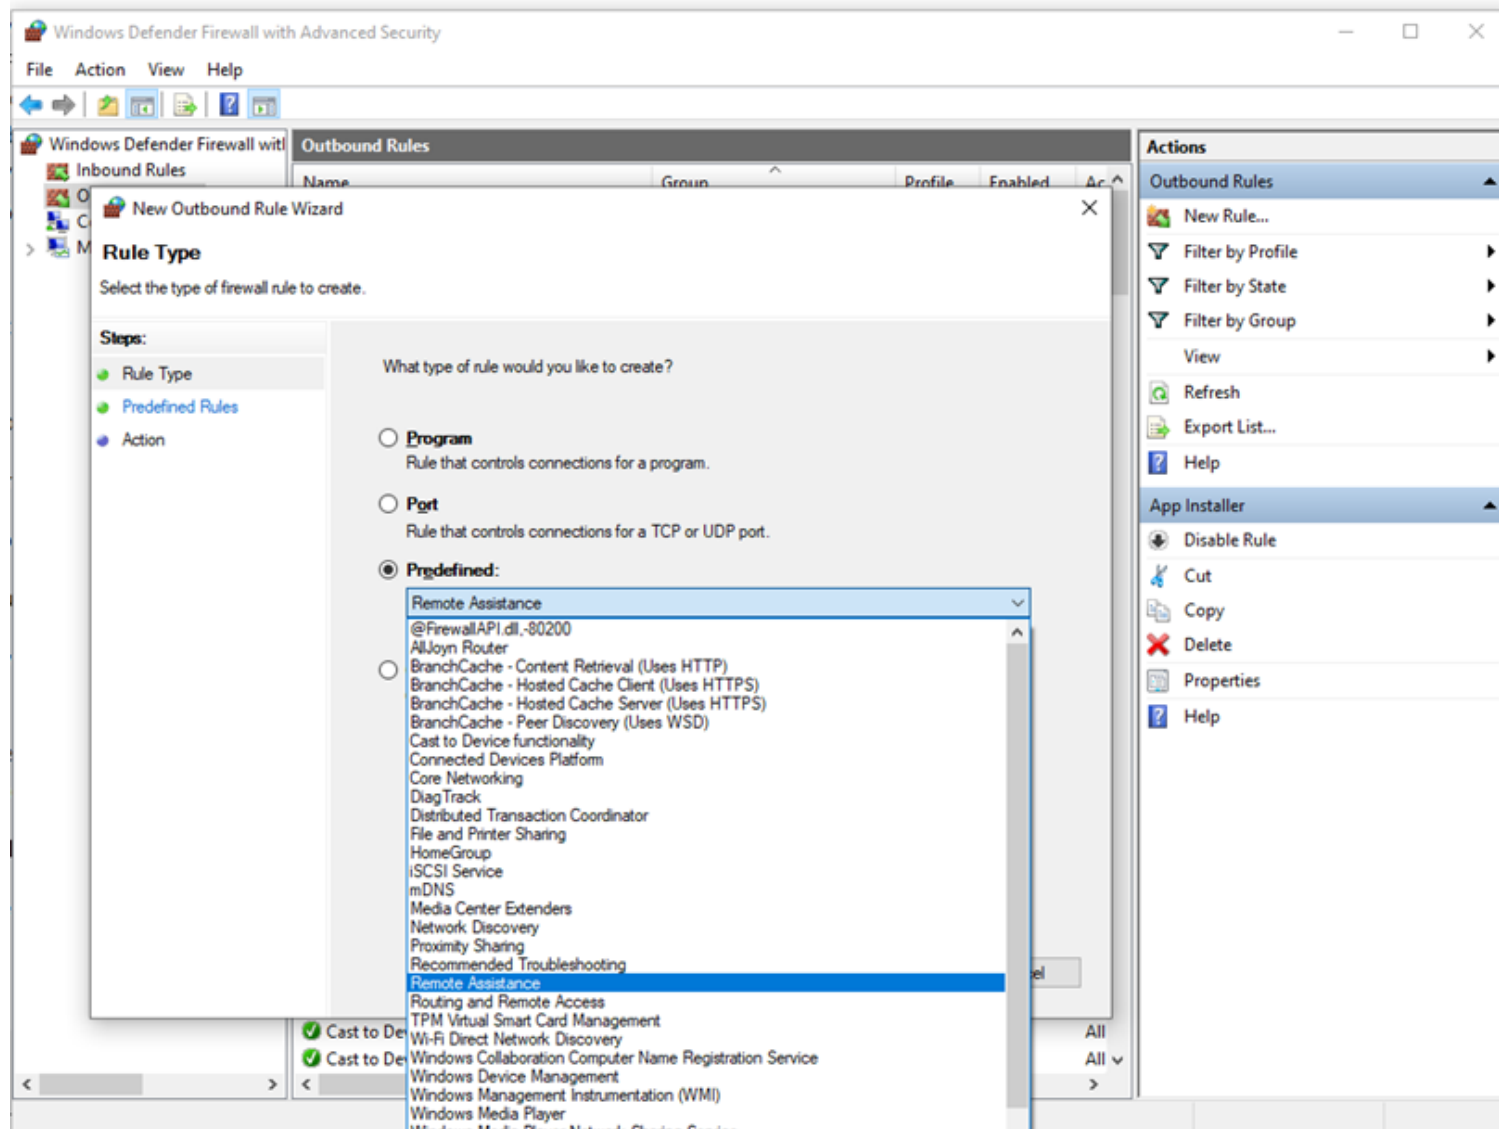 Windows Defender Firewall with Advanced Security
File Action View Help
Windows Defender Firewall witl
Inbound Rules
Outbound Rules
Name Group Profile Enabled Ac
New Outbound Rule Wizard
Rule Type
Select the type of firewall rule to create.
Steps:
Rule Type
Predefined Rules
Action
What type of rule would you like to create?
Program
Rule that controls connections for a program.
Port
Rule that controls connections for a TCP or UDP port.
Predefined:
Remote Assistance
@FirewallAPI.dll,-80200
AllJoyn Router
BranchCache - Content Retrieval (Uses HTTP)
BranchCache - Hosted Cache Client (Uses HTTPS)
BranchCache - Hosted Cache Server (Uses HTTPS)
BranchCache - Peer Discovery (Uses WSD)
Cast to Device functionality
Connected Devices Platform
Core Networking
DiagTrack
Distributed Transaction Coordinator
File and Printer Sharing
HomeGroup
iSCSI Service
mDNS
Media Center Extenders
Network Discovery
Proximity Sharing
Recommended Troubleshooting
Remote Assistance
Routing and Remote Access
TPM Virtual Smart Card Management
Wi-Fi Direct Network Discovery
Windows Collaboration Computer Name Registration Service
Windows Device Management
Windows Management Instrumentation (WMI)
Windows Media Player
el
Cast to De All
Cast to De All
Actions
Outbound Rules
New Rule...
Filter by Profile
Filter by State
Filter by Group
View
Refresh
Export List...
Help
App Installer
Disable Rule
Cut
Copy
Delete
Properties
Help